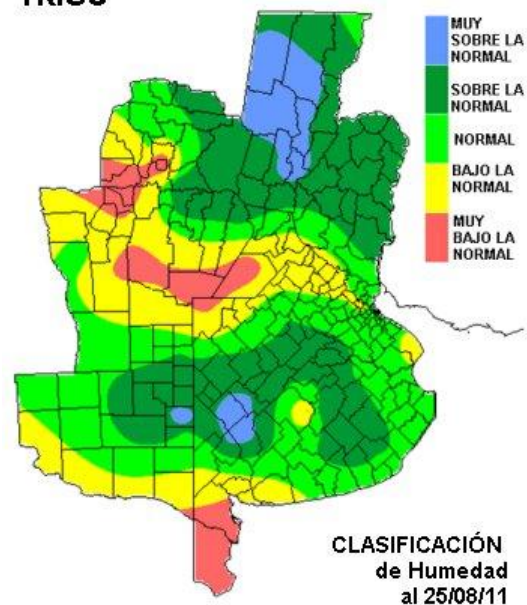 MUY
SOBRE LA
NORMAL
SOBRE LA
NORMAL
NORMAL
BAJO LA
NORMAL
MUY
BAJO LA
NORMAL
CLASIFICACIÓN
de Humedad
al 25/08/11